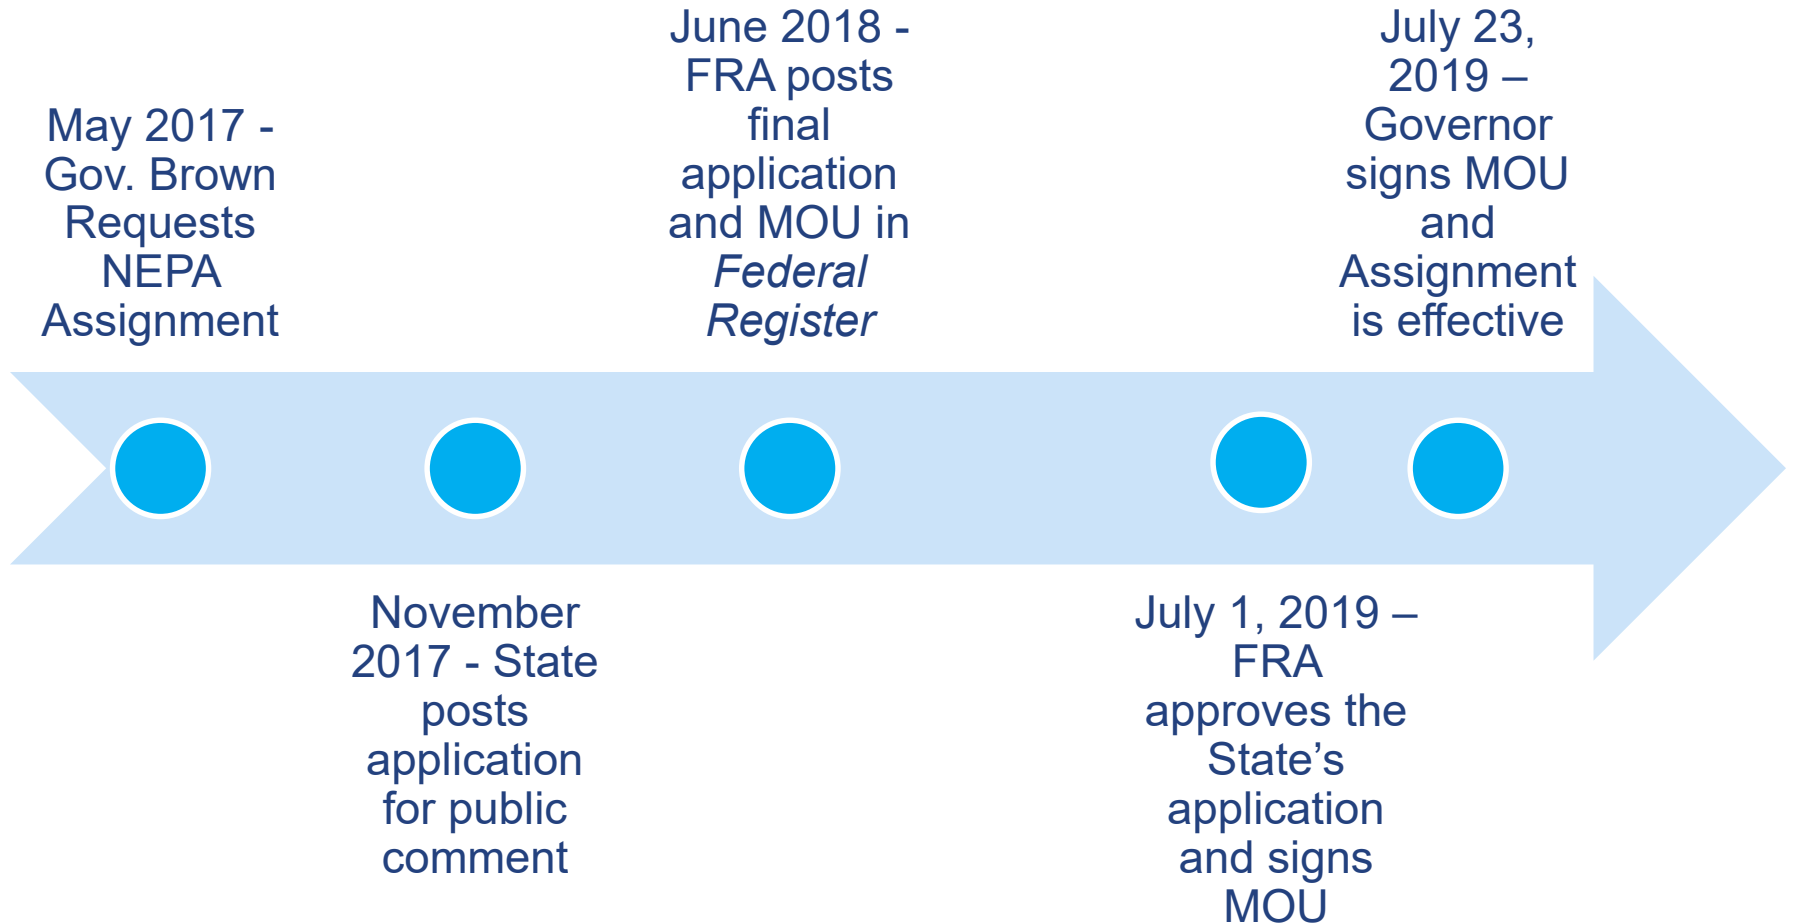 May 2017 -
Gov. Brown
Requests
NEPA
Assignment
November
2017 - State
posts
application
for public
comment
June 2018 -
FRA posts
final
application
and MOU in
Federal
Register
July 1, 2019 –
FRA
approves the
State’s
application
and signs
MOU
July 23,
2019 –
Governor
signs MOU
and
Assignment
is effective